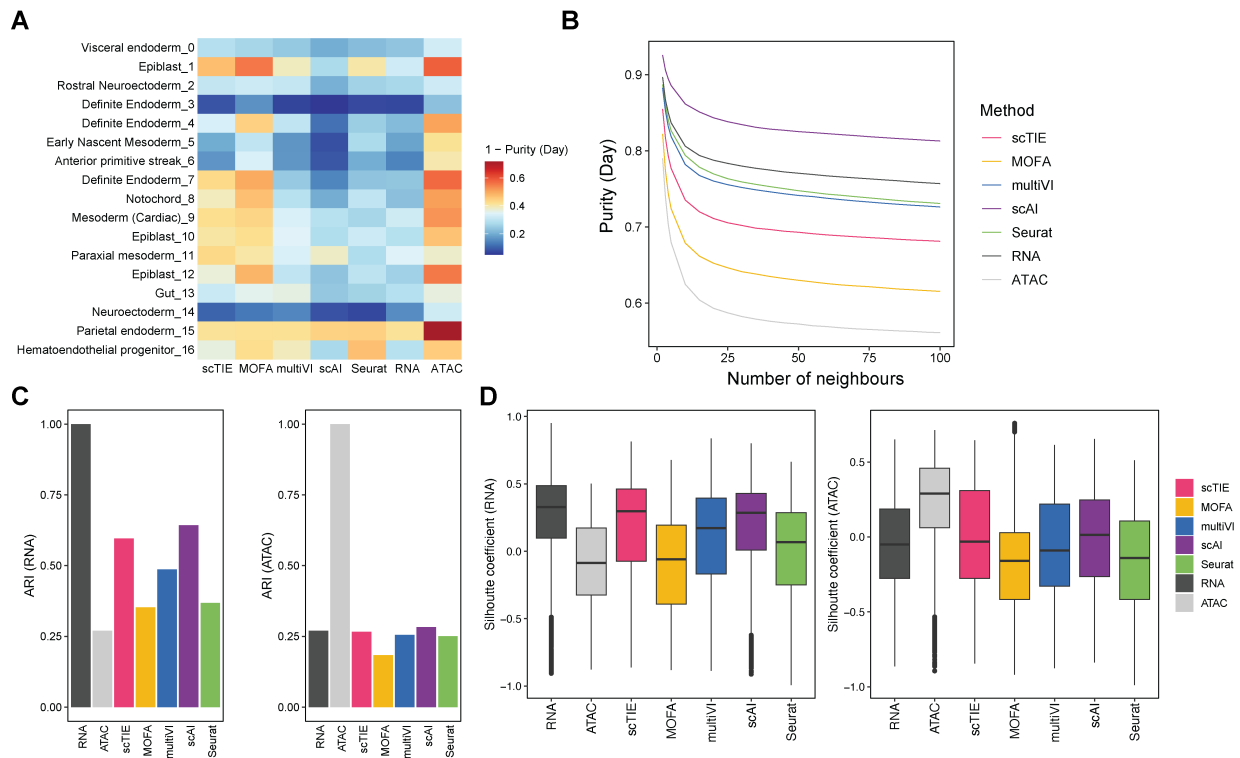 A
Visceral endoderm_0
Epiblast_1
Rostral Neuroectoderm_2
Definite Endoderm_3
Definite Endoderm_4
Early Nascent Mesoderm_5
Anterior primitive streak_6
Definite Endoderm_7
Notochord_8
Mesoderm (Cardiac)_9
Epiblast_10
Paraxial mesoderm_11
Epiblast_12
Gut_13
Neuroectoderm_14
Parietal endoderm_15
Hematoendothelial progenitor_16
scTIE MOFA multiVI scAI Seurat RNA ATAC
1 − Purity (Day)
0.6
0.4
0.2
B
Purity (Day)
0.9
0.8
0.7
0.6
0 25 50 75 100
Number of neighbours
Method
scTIE
MOFA
multiVI
scAI
Seurat
RNA
ATAC
C
ARI (RNA)
1.00
0.75
0.50
0.25
0.00
RNA ATAC scTIE MOFA multiVI scAI Seurat
ARI (ATAC)
1.00
0.75
0.50
0.25
0.00
RNA ATAC scTIE MOFA multiVI scAI Seurat
D
Silhoutte coefficient (RNA)
1.0
0.5
0.0
−0.5
−1.0
RNA ATAC scTIE MOFA multiVI scAI Seurat
Silhoutte coefficient (ATAC)
0.5
0.0
−0.5
−1.0
RNA ATAC scTIE MOFA multiVI scAI Seurat
scTIE
MOFA
multiVI
scAI
Seurat
RNA
ATAC